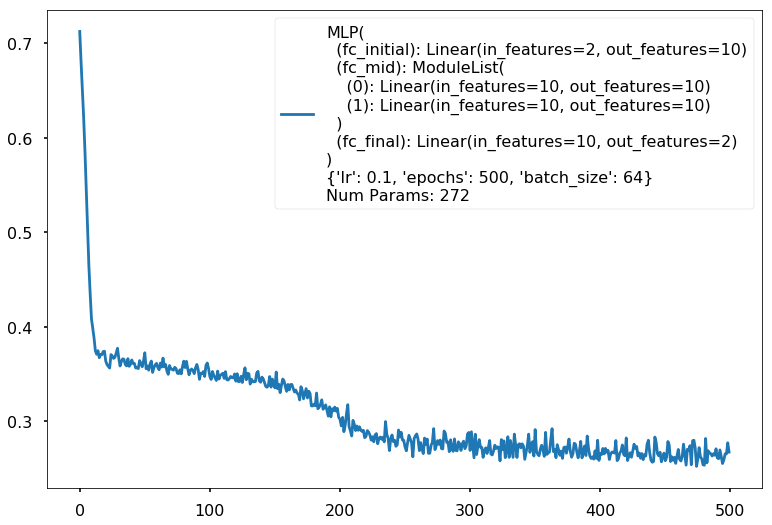 MLP(
(fc_initial): Linear(in_features=2, out_features=10)
(fc_mid): ModuleList(
(0): Linear(in_features=10, out_features=10)
(1): Linear(in_features=10, out_features=10)
)
(fc_final): Linear(in_features=10, out_features=2)
)
{'lr': 0.1, 'epochs': 500, 'batch_size': 64}
Num Params: 272
0.7
0.6
0.5
0.4
0.3
0 100 200 300 400 500